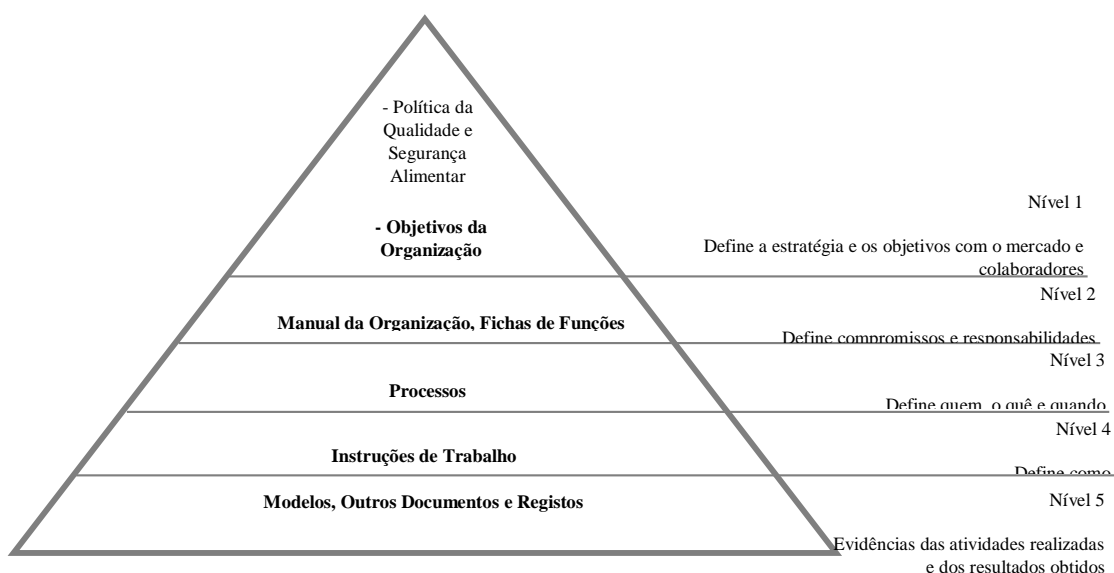 - Política da
Qualidade e
Segurança
Alimentar
- Objetivos da
Organização
Nível 1
Define a estratégia e os objetivos com o mercado e
colaboradores
Manual da Organização, Fichas de Funções
Nível 2
Define compromissos e responsabilidades
Processos
Nível 3
Define quem, o quê e quando
Instruções de Trabalho
Nível 4
Define como
Modelos, Outros Documentos e Registos
Nível 5
Evidências das atividades realizadas
e dos resultados obtidos